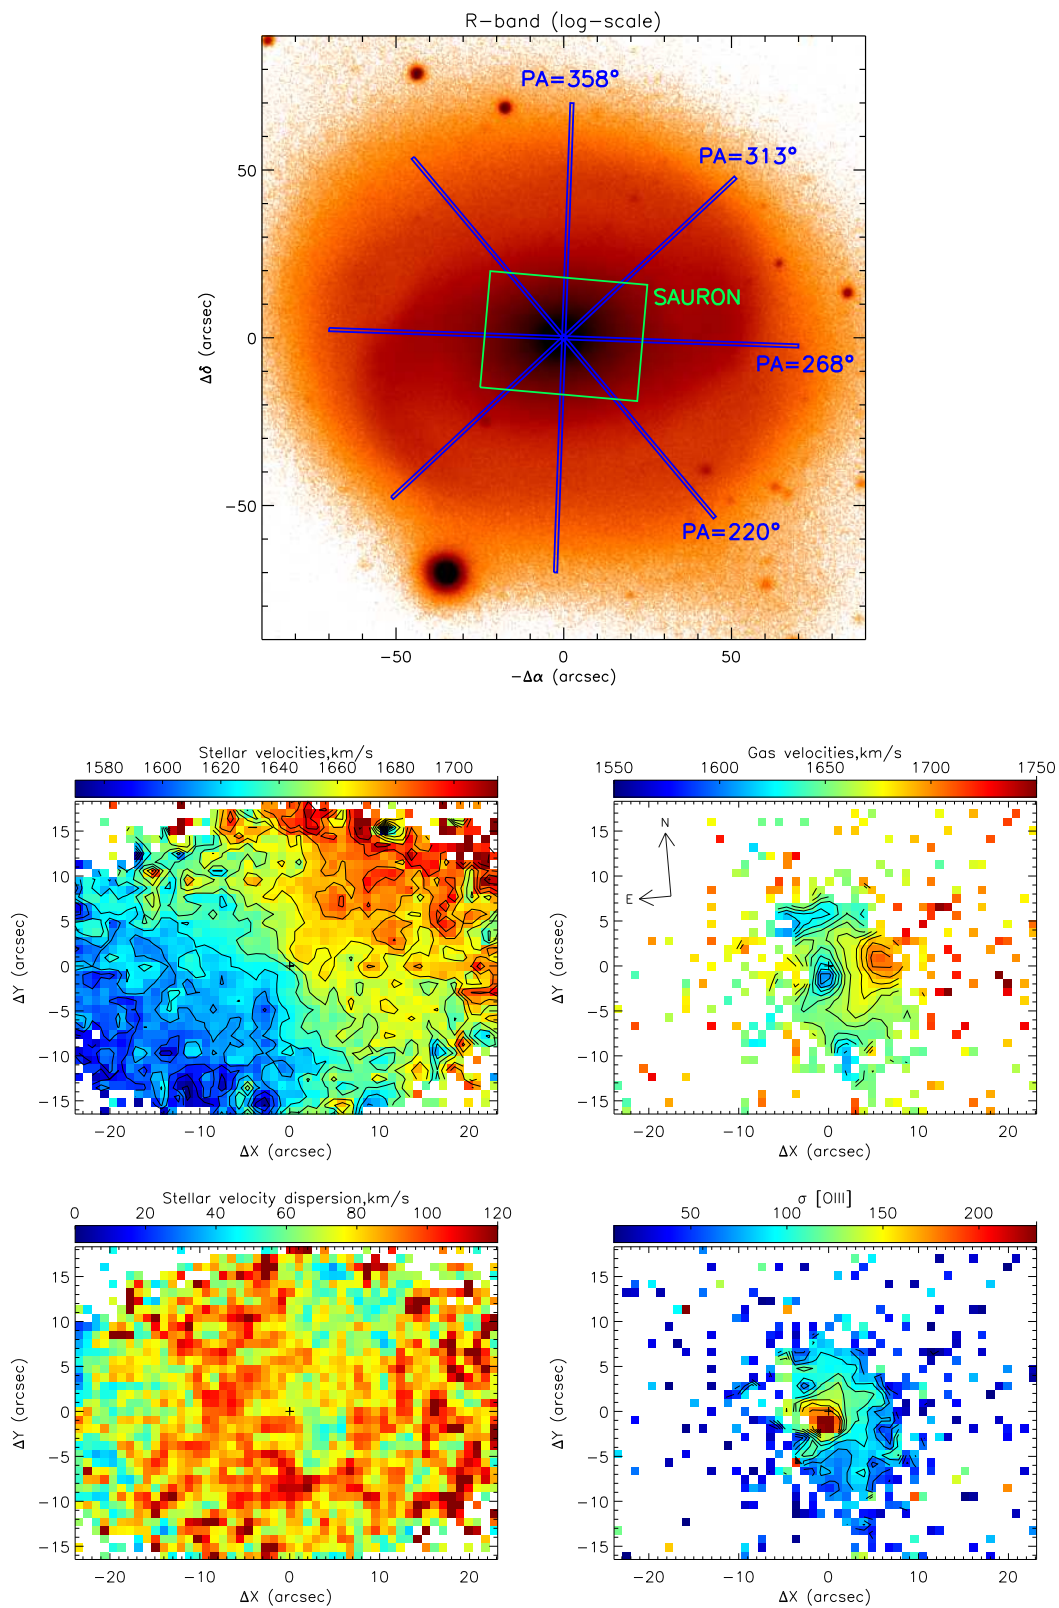 R-band (log-scale)
PA=358°
PA=313°
50
SAURON
0
PA=268°
-50
PA=220°
Δδ (arcsec)
-50 0 50
-Δα (arcsec)
Stellar velocities,km/s
1580 1600 1620 1640 1660 1680 1700
15
10
5
0
-5
-10
-15
ΔY (arcsec)
-20 -10 0 10 20
ΔX (arcsec)
Gas velocities,km/s
1550 1600 1650 1700 1750
N
E
15
10
5
0
-5
-10
-15
ΔY (arcsec)
-20 -10 0 10 20
ΔX (arcsec)
Stellar velocity dispersion,km/s
0 20 40 60 80 100 120
15
10
5
0
-5
-10
-15
ΔY (arcsec)
-20 -10 0 10 20
ΔX (arcsec)
σ [OIII]
50 100 150 200
15
10
5
0
-5
-10
-15
ΔY (arcsec)
-20 -10 0 10 20
ΔX (arcsec)